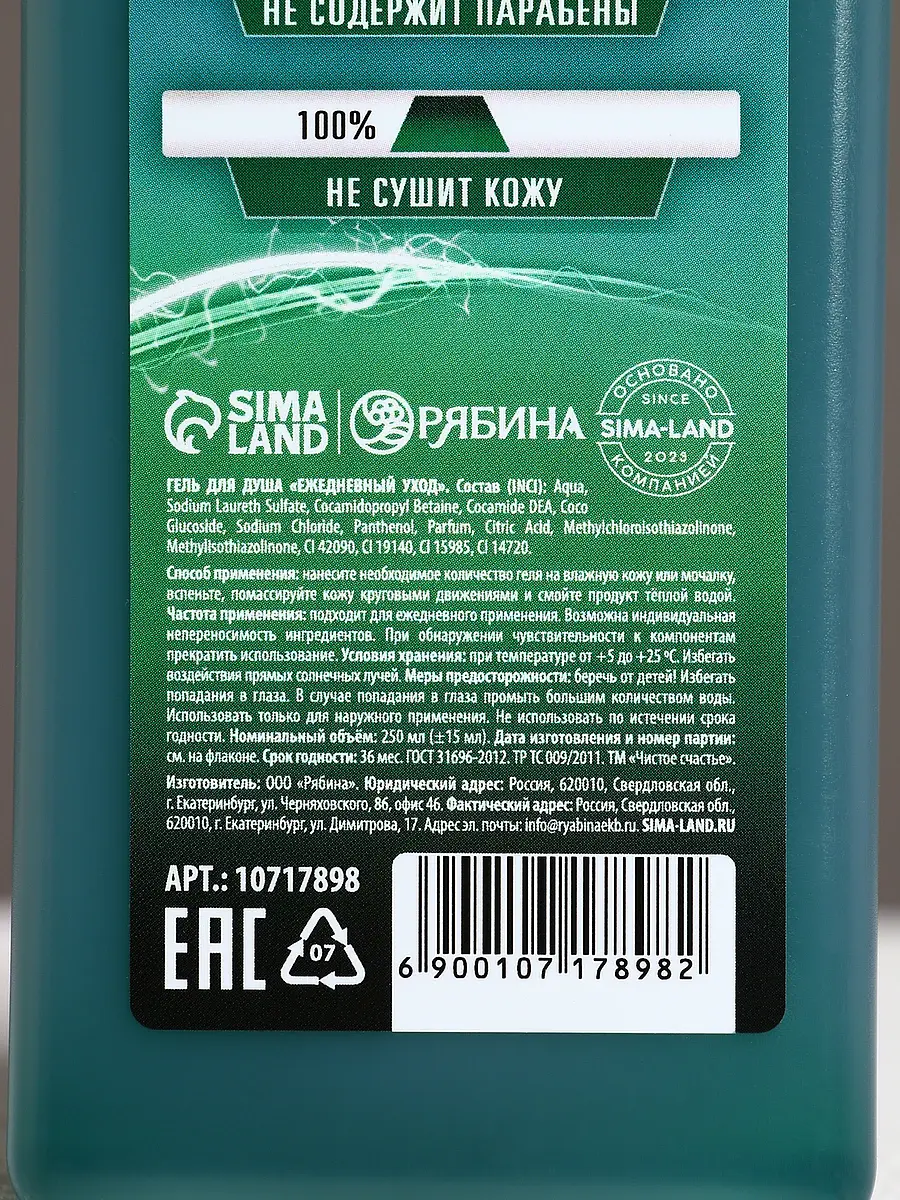 НЕ СОДЕРЖИТ ПАРАБЕНЫ
100%
НЕ СУШИТ КОЖУ
SIMA
LAND
РЯБИНА
ОСНОВАНО
SINCE
SIMA-LAND
2023
КОМПАНИЕЙ
ГЕЛЬ ДЛЯ ДУША «ЕЖЕДНЕВНЫЙ УХОД». Состав (INCI): Aqua,
Sodium Laureth Sulfate, Cocamidopropyl Betaine, Cocamide DEA, Coco
Glucoside, Sodium Chloride, Panthenol, Parfum, Citric Acid, Methylchloroisothiazolinone,
Methylisothiazolinone, CI 42090, CI 19140, CI 15985, CI 14720.
Способ применения: нанесите необходимое количество геля на влажную кожу или мочалку,
вспеньте, помассируйте кожу круговыми движениями и смойте продукт тёплой водой.
Частота применения: подходит для ежедневного применения. Возможна индивидуальная
непереносимость ингредиентов. При обнаружении чувствительности к компонентам
прекратить использование. Условия хранения: при температуре от +5 до +25 ºC. Избегать
воздействия прямых солнечных лучей. Меры предосторожности: беречь от детей! Избегать
попадания в глаза. В случае попадания в глаза промыть большим количеством воды.
Использовать только для наружного применения. Не использовать по истечении срока
годности. Номинальный объём: 250 мл (±15 мл). Дата изготовления и номер партии:
см. на флаконе. Срок годности: 36 мес. ГОСТ 31696-2012. ТР ТС 009/2011. ТМ «Чистое счастье».
Изготовитель: ООО «Рябина». Юридический адрес: Россия, 620010, Свердловская обл.,
г. Екатеринбург, ул. Черняховского, 86, офис 46. Фактический адрес: Россия, Свердловская обл.,
620010, г. Екатеринбург, ул. Димитрова, 17. Адрес эл. почты: info@ryabinaekb.ru. SIMA-LAND.RU
АРТ.: 10717898
EAC
07
6 900107 178982